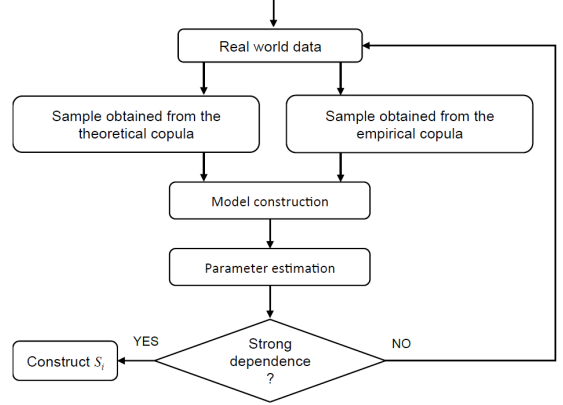 Real world data
Sample obtained from the
theoretical copula
Sample obtained from the
empirical copula
Model construction
Parameter estimation
Strong
dependence
?
YES
NO
Construct Sᵢ